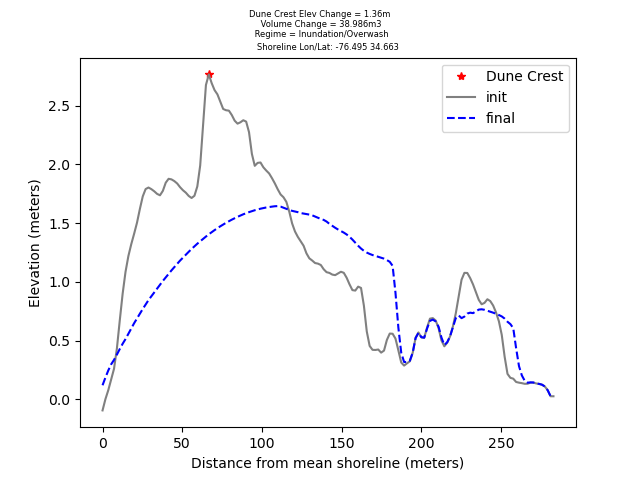 Dune Crest Elev Change = 1.36m
Volume Change = 38.986m3
Regime = Inundation/Overwash
Shoreline Lon/Lat: -76.495 34.663
Dune Crest
init
final
Elevation (meters)
2.5
2.0
1.5
1.0
0.5
0.0
0 50 100 150 200 250
Distance from mean shoreline (meters)